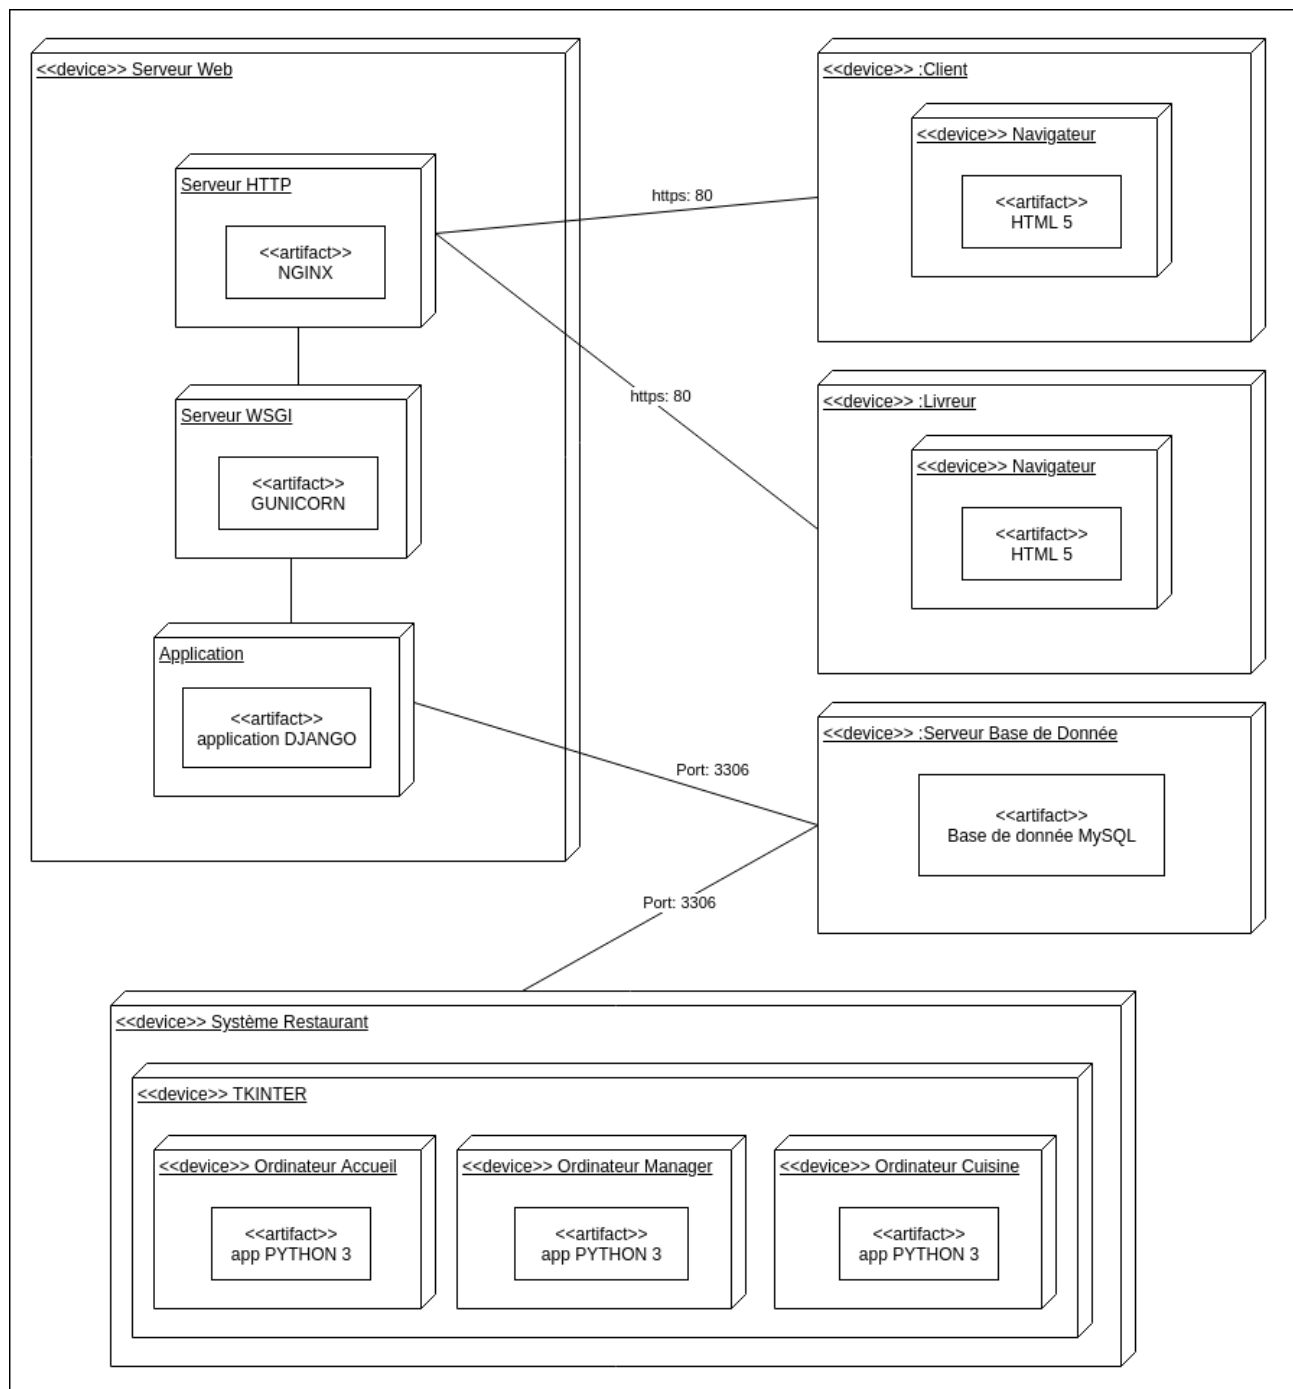 <<device>> Serveur Web
Serveur HTTP
<<artifact>>
NGINX
Serveur WSGI
<<artifact>>
GUNICORN
Application
<<artifact>>
application DJANGO
https: 80
https: 80
Port: 3306
Port: 3306
<<device>> :Client
<<device>> Navigateur
<<artifact>>
HTML 5
<<device>> :Livreur
<<device>> Navigateur
<<artifact>>
HTML 5
<<device>> :Serveur Base de Donnée
<<artifact>>
Base de donnée MySQL
<<device>> Système Restaurant
<<device>> TKINTER
<<device>> Ordinateur Accueil
<<artifact>>
app PYTHON 3
<<device>> Ordinateur Manager
<<artifact>>
app PYTHON 3
<<device>> Ordinateur Cuisine
<<artifact>>
app PYTHON 3